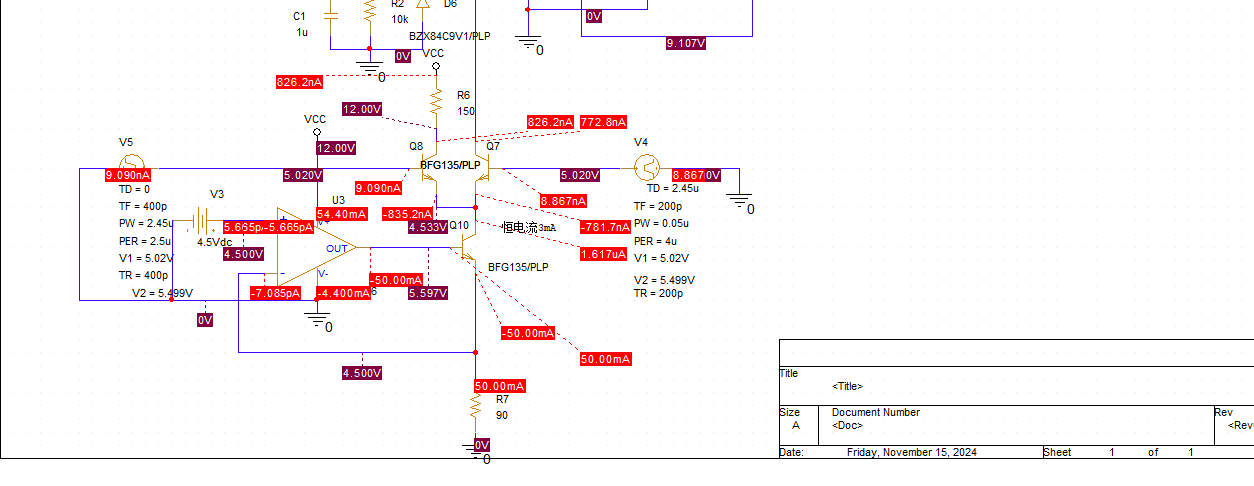 C1
1u
R2
10k
D6
BZX84C9V1/PLP
0V
0
VCC
0V
0
9.107V
826.2nA
R6
150
12.00V
826.2nA
772.8nA
VCC
12.00V
V5
Q8
Q7
V4
BFG135/PLP
9.090nA
5.020V
5.020V
8.867
0V
0
TD = 0
TF = 400p
PW = 2.45u
PER = 2.5u
V1 = 5.02V
TR = 400p
V2 = 5.499V
9.090nA
8.867nA
TD = 2.45u
TF = 200p
PW = 0.05u
PER = 4u
V1 = 5.02V
V2 = 5.499V
TR = 200p
V3
4.5Vdc
U3
54.40mA
-835.2nA
-781.7nA
5.665p
-5.665pA
+
-
+
V+
4.533V
Q10
恒电流3mA
4.500V
OUT
1.617uA
-
V-
BFG135/PLP
-50.00mA
-7.085pA
-4.400mA
5.597V
0V
0
-50.00mA
50.00mA
4.500V
50.00mA
R7
90
0V
0
Title
<Title>
Size
A
Document Number
<Doc>
Rev
<Rev
Date:
Friday, November 15, 2024
Sheet
1
of
1